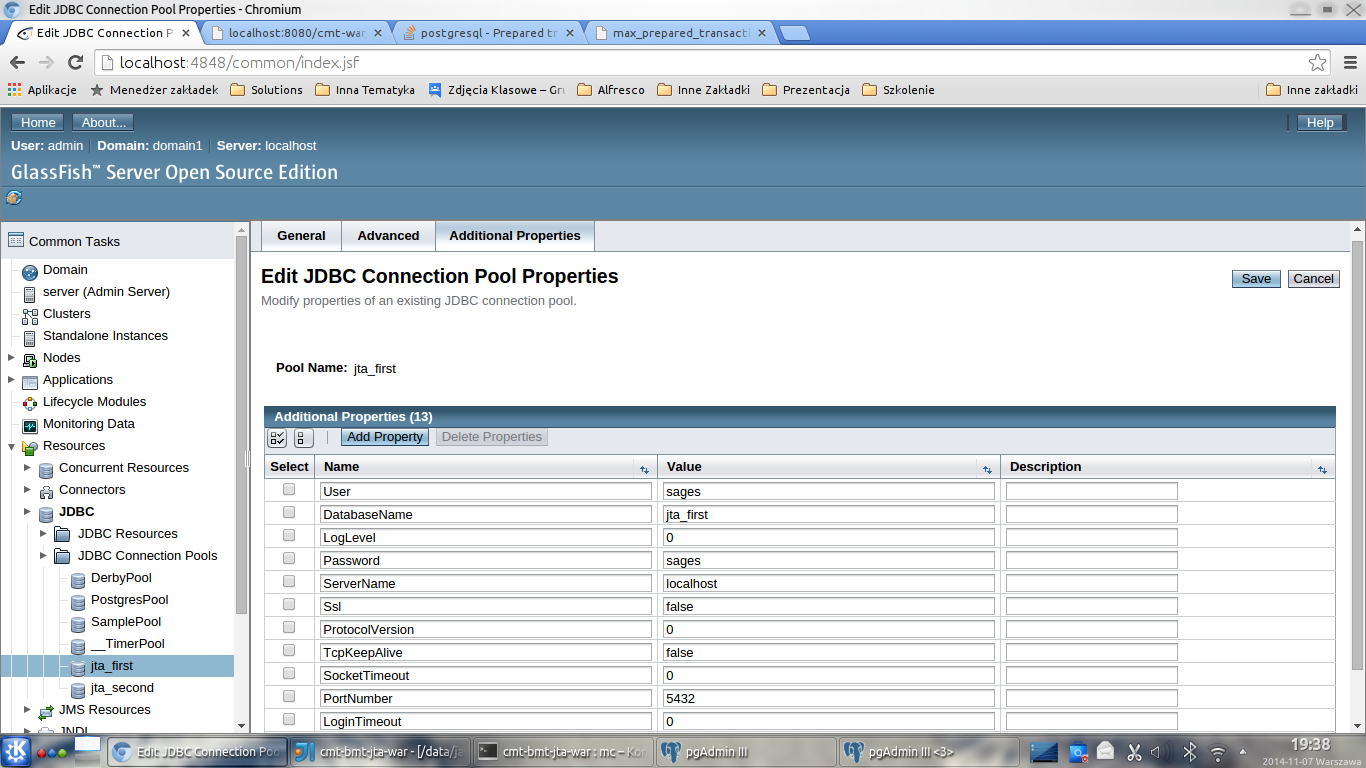 Edit JDBC Connection Pool Properties - Chromium
Edit JDBC Connection P
localhost:8080/cmt-war
postgresql - Prepared tr
max_prepared_transacti
localhost:4848/common/index.jsf
Aplikacje
Menedżer zakładek
Solutions
Inna Tematyka
Zdjęcia Klasowe – Gru
Alfresco
Inne Zakładki
Prezentacja
Szkolenie
Inne zakładki
Home
About...
Help
User: admin
Domain: domain1
Server: localhost
GlassFish™ Server Open Source Edition
Common Tasks
Domain
server (Admin Server)
Clusters
Standalone Instances
Nodes
Applications
Lifecycle Modules
Monitoring Data
Resources
Concurrent Resources
Connectors
JDBC
JDBC Resources
JDBC Connection Pools
DerbyPool
PostgresPool
SamplePool
__TimerPool
jta_first
jta_second
JMS Resources
JNDI
General
Advanced
Additional Properties
Edit JDBC Connection Pool Properties
Save
Cancel
Modify properties of an existing JDBC connection pool.
Pool Name: jta_first
Additional Properties (13)
Add Property
Delete Properties
Select Name Value Description
User sages
DatabaseName jta_first
LogLevel 0
Password sages
ServerName localhost
Ssl false
ProtocolVersion 0
TcpKeepAlive false
SocketTimeout 0
PortNumber 5432
LoginTimeout 0
Edit JDBC Connection Poo
cmt-bmt-jta-war - [/data/ja
cmt-bmt-jta-war : mc – Kon
pgAdmin III
pgAdmin III <3>
19:38
2014-11-07 Warszawa